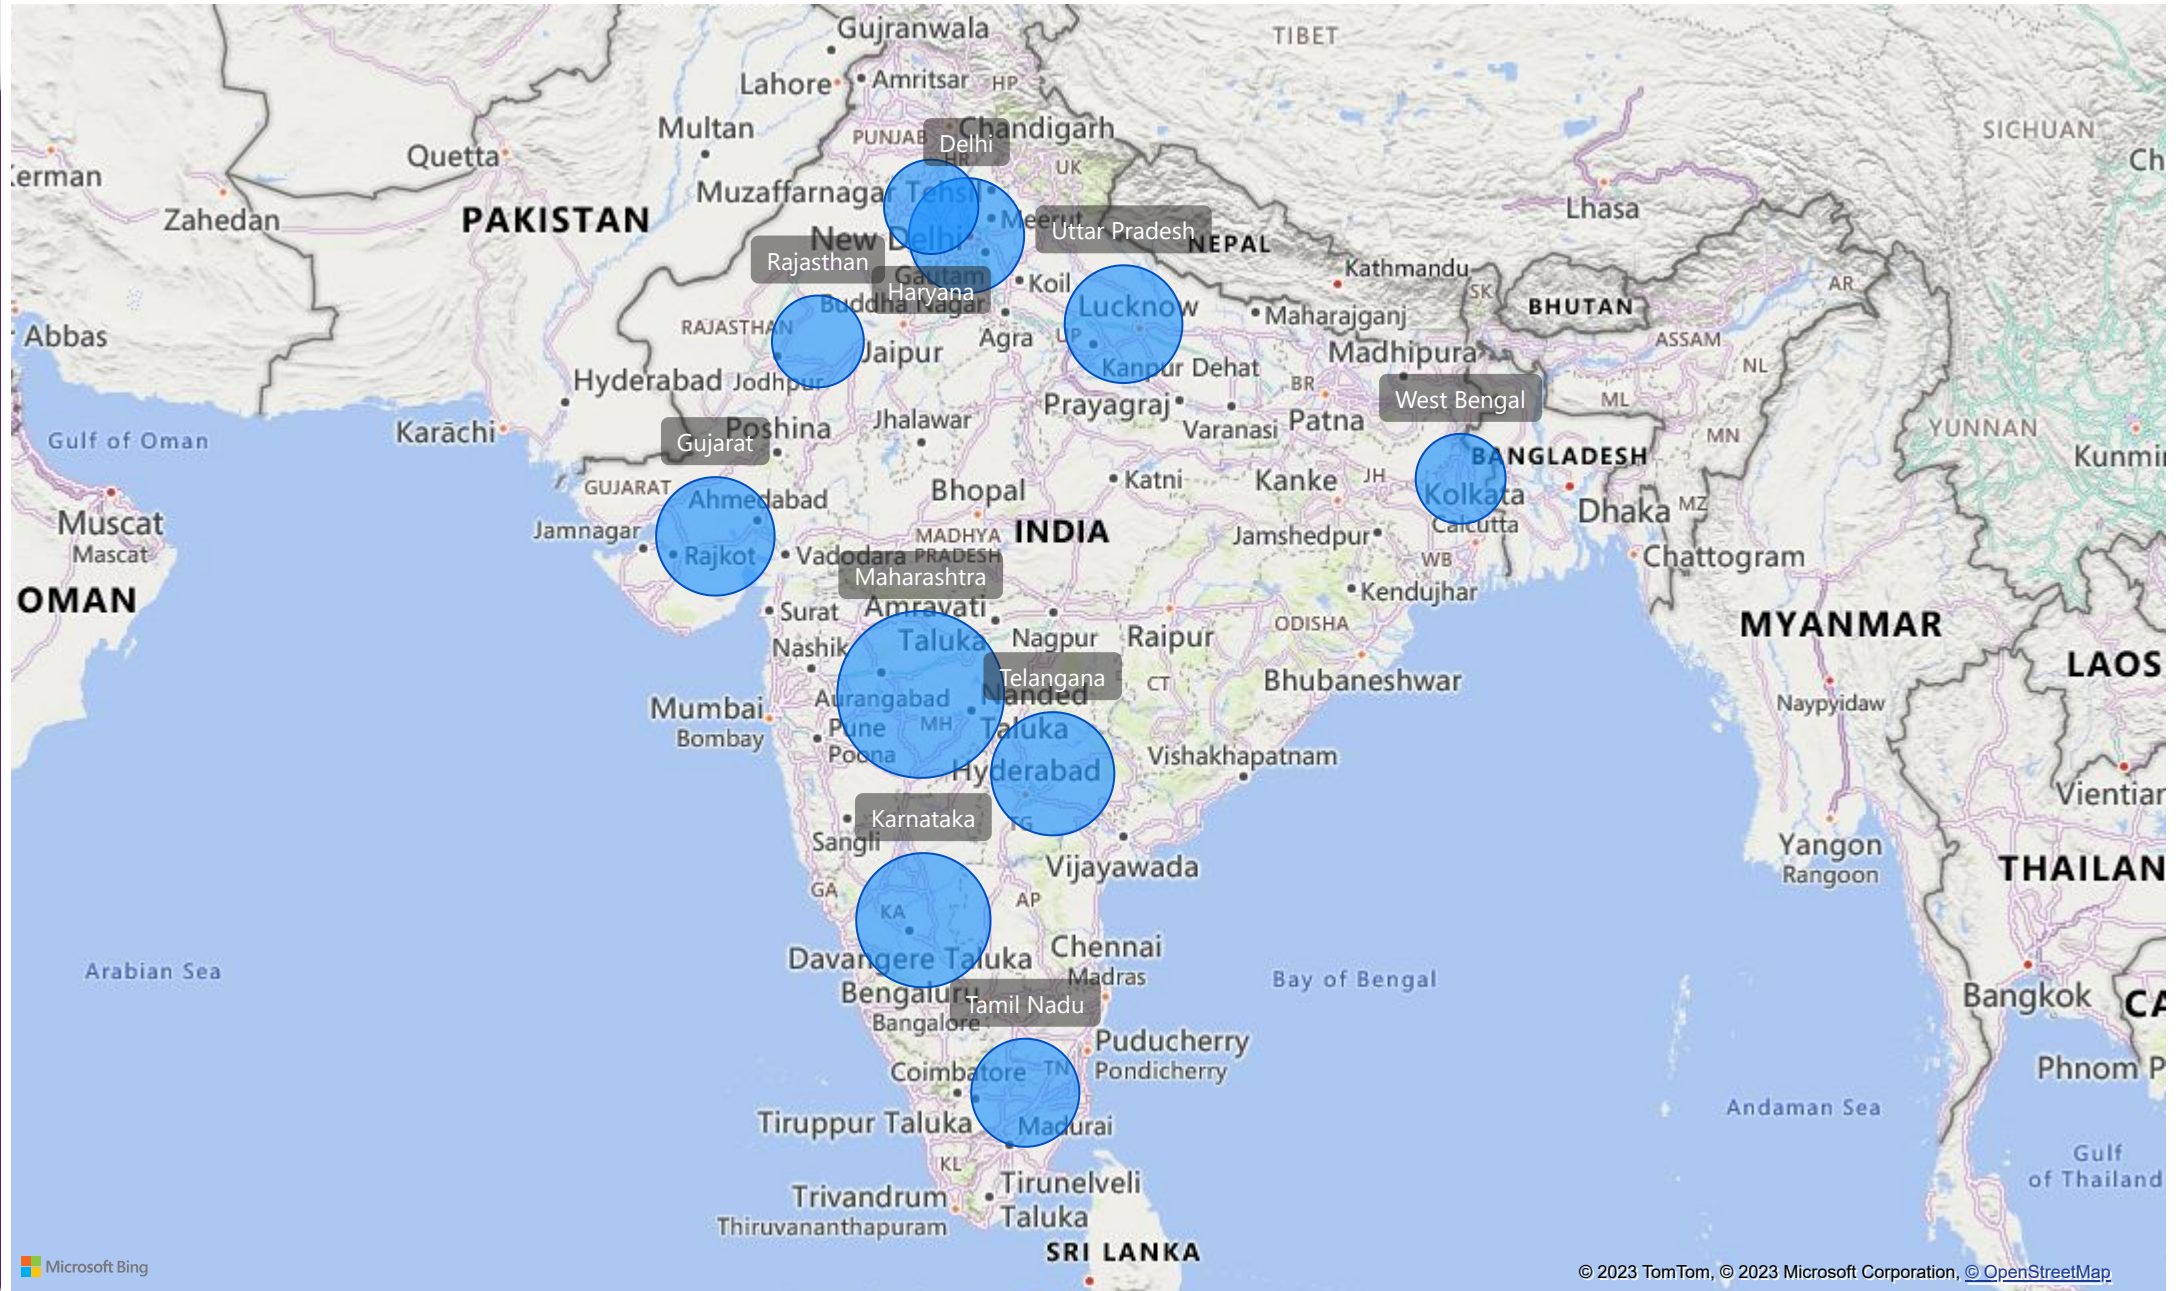 Gujranwala
TIBET
Lahore
Amritsar
HP
Multan
PUNJAB
Chandigarh
SICHUAN
Delhi
HR
Quetta
UK
Muzaffarnagar Tehsil
Zahedan
PAKISTAN
Meerut
Lhasa
New Delhi
Uttar Pradesh
NEPAL
Rajasthan
Gautam
Buddha Nagar
Haryana
Koil
Kathmandu
SK
BHUTAN
AR
Abbas
RAJASTHAN
Agra
UP
Lucknow
Maharajganj
ASSAM
Jaipur
Kanpur Dehat
Madhipura
NL
Hyderabad
Jodhpur
BR
West Bengal
ML
Prayagraj
Varanasi
Patna
Karāchi
Gulf of Oman
Gujarat
Poshina
Jhalawar
MN
YUNNAN
BANGLADESH
GUJARAT
Ahmedabad
Bhopal
Katni
Kanke
JH
Kolkata
Calcutta
Dhaka
MZ
Muscat
Mascat
Jamnagar
Rajkot
Vadodara
MADHYA
PRADESH
INDIA
Jamshedpur
WB
Chattogram
Maharashtra
OMAN
Surat
Amravati
Taluka
Kendujhar
Nashik
Nagpur
Raipur
ODISHA
MYANMAR
LAOS
Telangana
CT
Bhubaneshwar
Mumbai
Bombay
Aurangabad
MH
Nanded
Taluka
Naypyidaw
Pune
Poona
Hyderabad
Vishakhapatnam
TG
Karnataka
Sangli
Vijayawada
Yangon
Rangoon
GA
KA
AP
Davangere Taluka
Chennai
Madras
Arabian Sea
Bay of Bengal
Bengaluru
Bangalore
Tamil Nadu
Bangkok
Puducherry
Pondicherry
Coimbatore
TN
Tiruppur Taluka
Madurai
Andaman Sea
KL
Gulf
of Thailand
Trivandrum
Thiruvananthapuram
Tirunelveli
Taluka
SRI LANKA
Microsoft Bing
© 2023 TomTom, © 2023 Microsoft Corporation, © OpenStreetMap